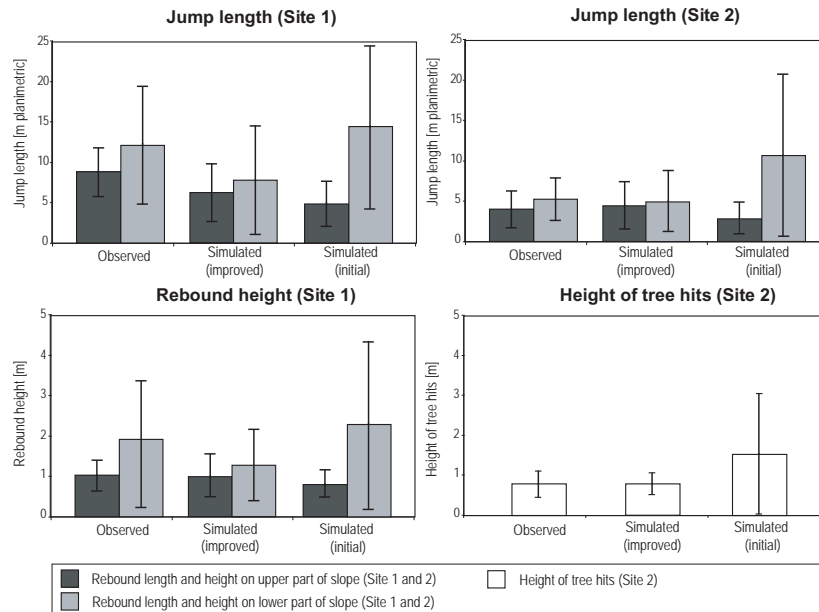 Jump length (Site 1)
Jump length [m planimetric]
25
20
15
10
5
0
Observed
Simulated
(improved)
Simulated
(initial)
Jump length (Site 2)
Jump length [m planimetric]
25
20
15
10
5
0
Observed
Simulated
(improved)
Simulated
(initial)
Rebound height (Site 1)
Rebound height [m]
5
4
3
2
1
0
Observed
Simulated
(improved)
Simulated
(initial)
Height of tree hits (Site 2)
Height of tree hits [m]
5
4
3
2
1
0
Observed
Simulated
(improved)
Simulated
(initial)
Rebound length and height on upper part of slope (Site 1 and 2)
Rebound length and height on lower part of slope (Site 1 and 2)
Height of tree hits (Site 2)